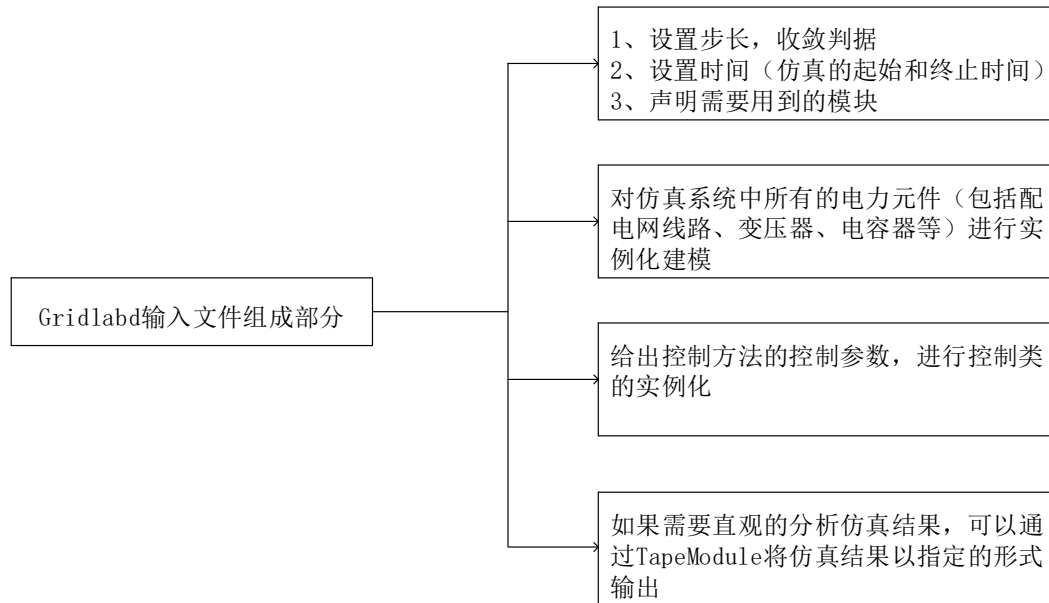 1、设置步长，收敛判据
2、设置时间（仿真的起始和终止时间）
3、声明需要用到的模块
对仿真系统中所有的电力元件（包括配
电网线路、变压器、电容器等）进行实
例化建模
Gridlabd输入文件组成部分
给出控制方法的控制参数，进行控制类
的实例化
如果需要直观的分析仿真结果，可以通
过TapeModule将仿真结果以指定的形式
输出